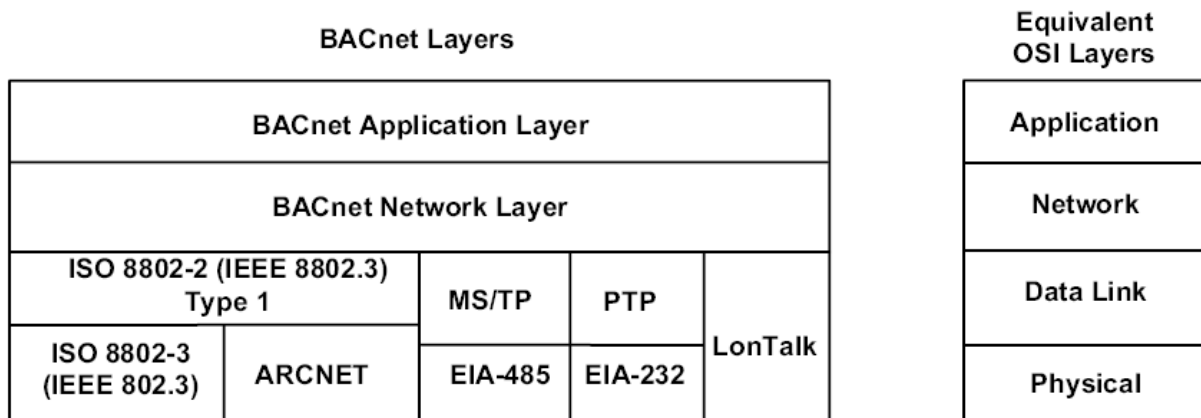 BACnet Layers
Equivalent
OSI Layers
BACnet Application Layer
Application
BACnet Network Layer
Network
ISO 8802-2 (IEEE 8802.3)
Type 1
MS/TP
PTP
LonTalk
Data Link
ISO 8802-3
(IEEE 802.3)
ARCNET
EIA-485
EIA-232
Physical